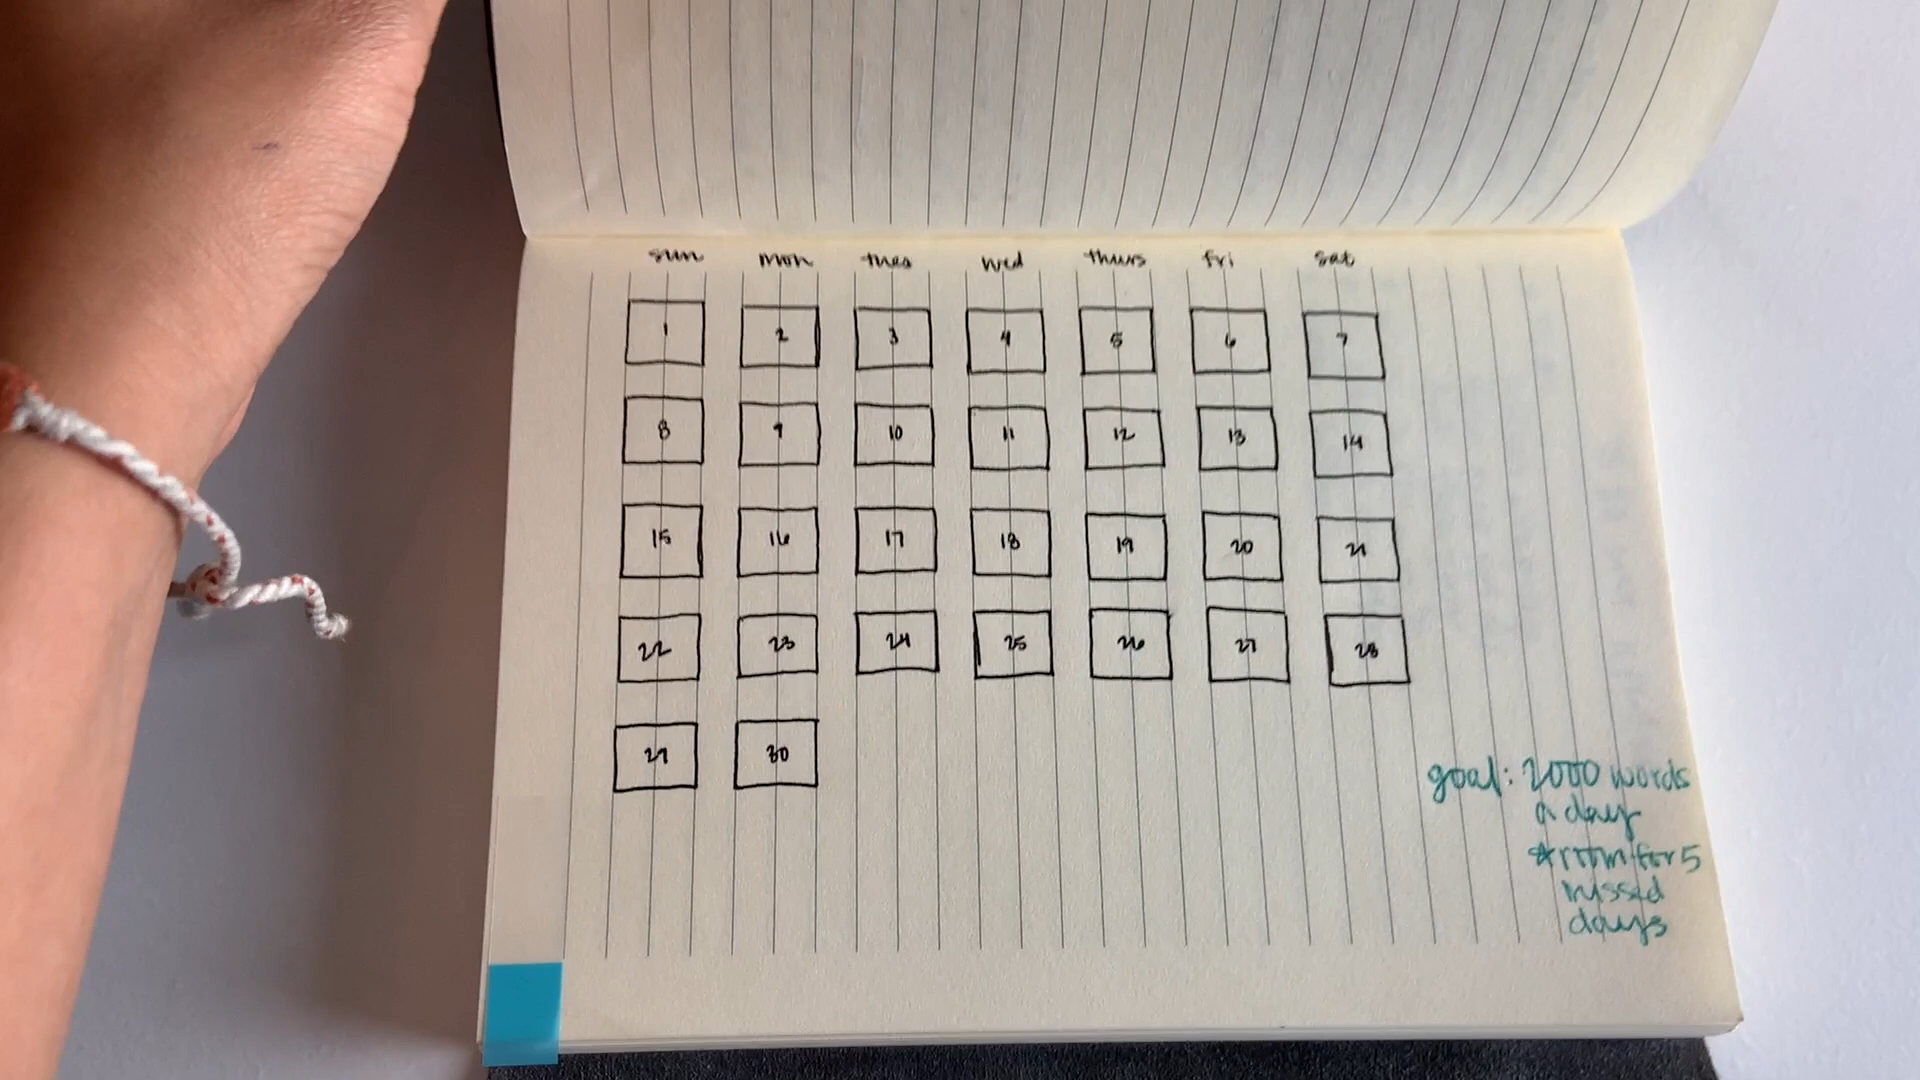 sun mon tues wed thurs fri sat
1 2 3 4 5 6 7
8 9 10 11 12 13 14
15 16 17 18 19 20 21
22 23 24 25 26 27 28
29 30
goal: 2000 words
a day
*room for 5
missed
days